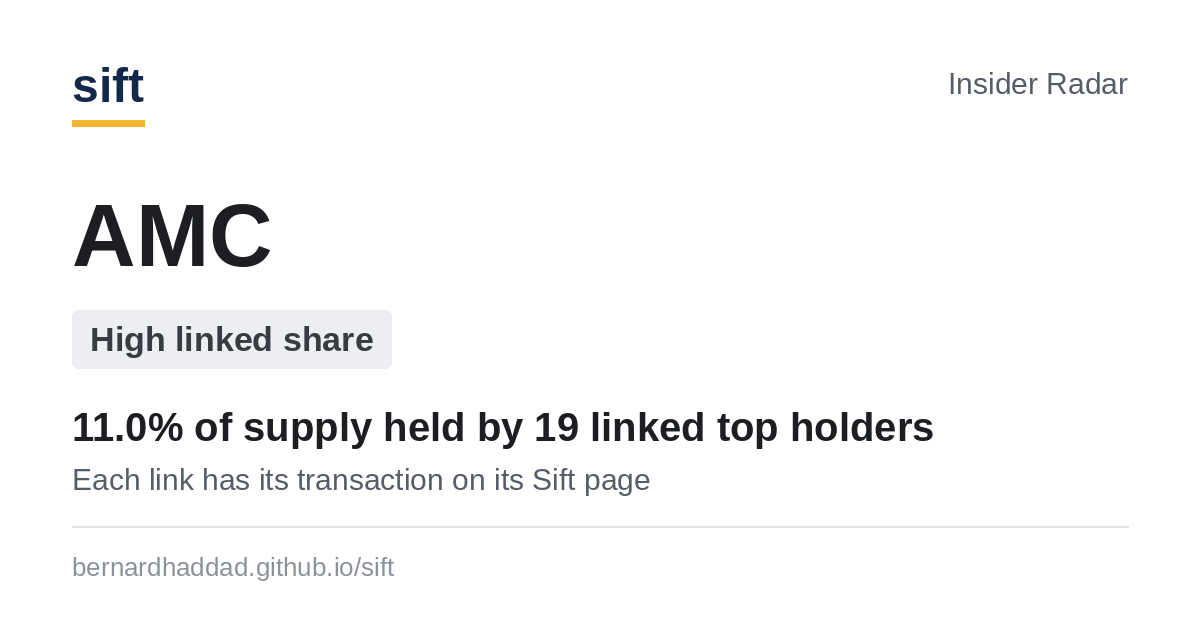 sift
Insider Radar
AMC
High linked share
11.0% of supply held by 19 linked top holders
Each link has its transaction on its Sift page
bernardhaddad.github.io/sift